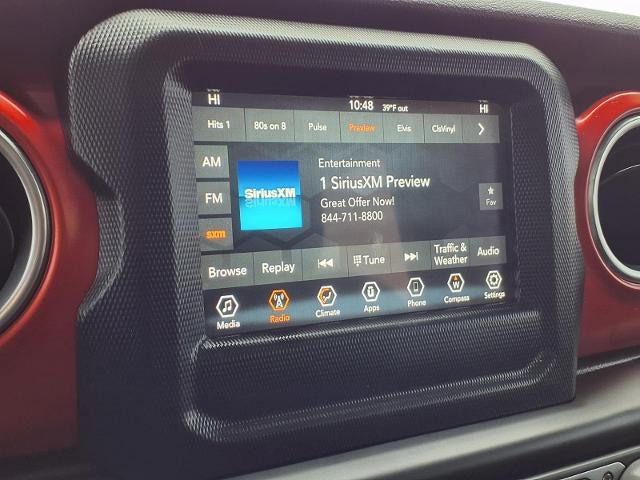 HI 10:48 39°F out HI
Hits 1 80s on 8 Pulse Preview Elvis ClsVinyl
AM
FM
sxm
SiriusXM
Entertainment
1 SiriusXM Preview
Great Offer Now!
844-711-8800
Fav
Browse Replay Tune Traffic & Weather Audio
Media Radio Climate Apps Phone W Compass Settings